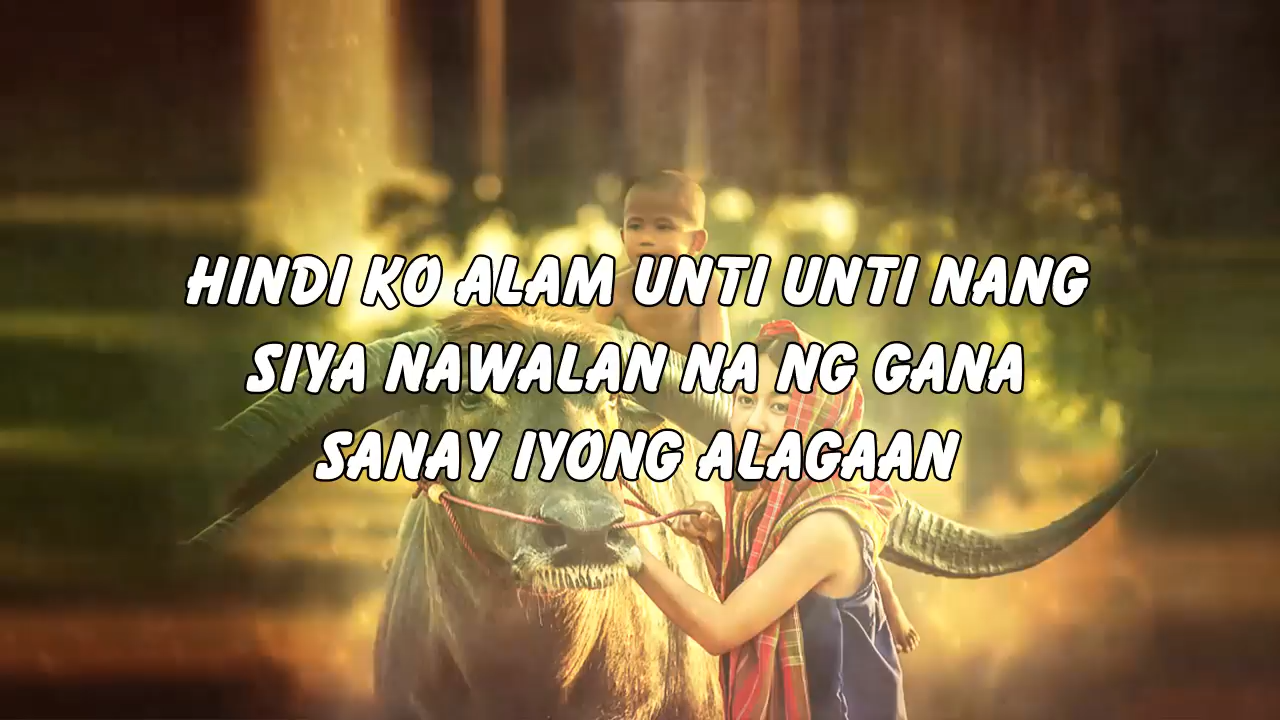 HINDI KO ALAM UNTI UNTI NANG
SIYA NAWALAN NA NG GANA
SANAY IYONG ALAGAAN